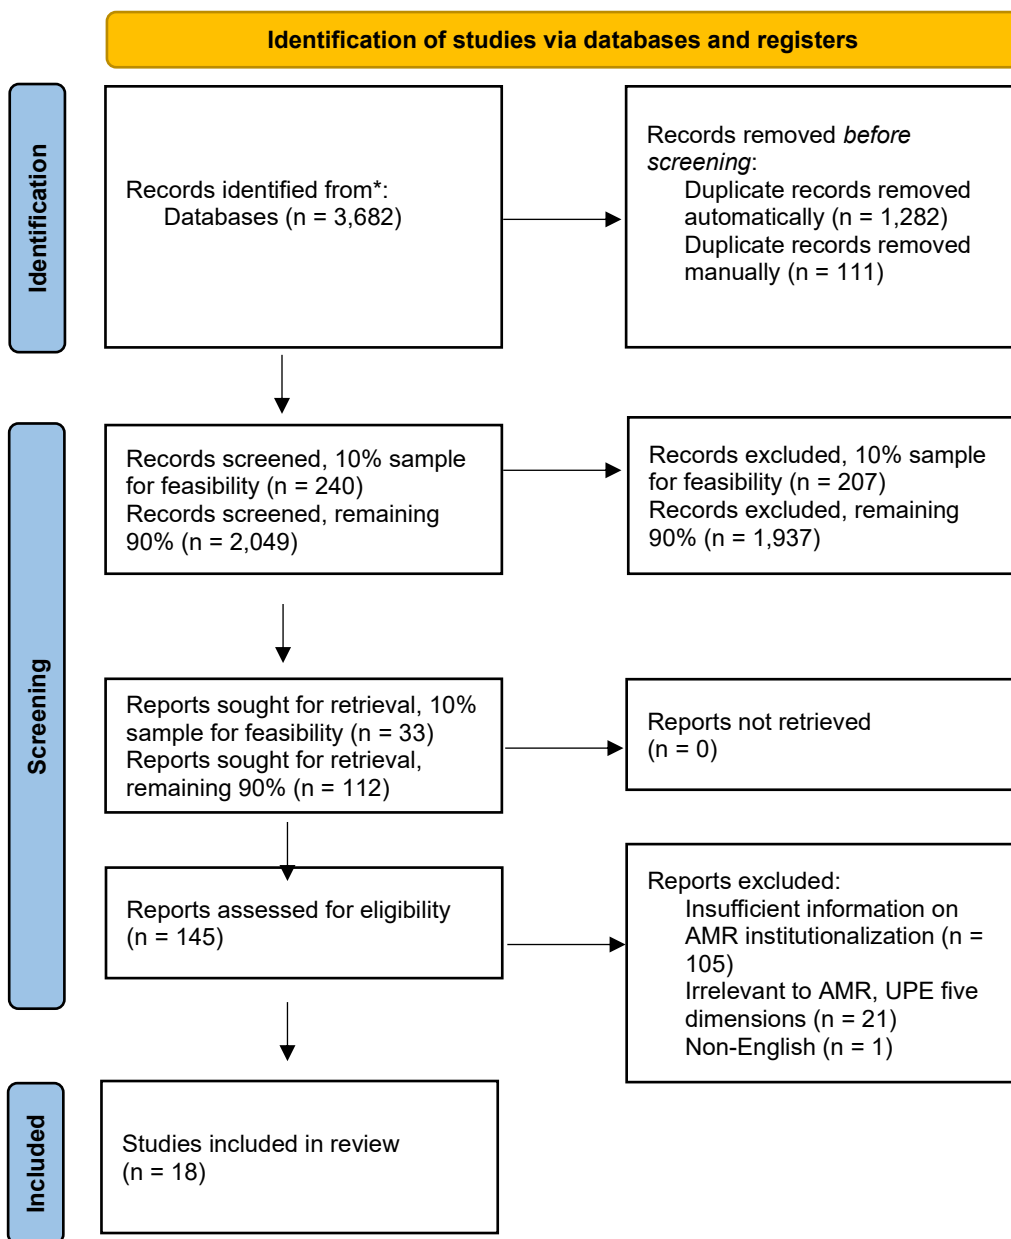 Identification of studies via databases and registers
Identification
Records identified from*:
Databases (n = 3,682)
Records removed before
screening:
Duplicate records removed
automatically (n = 1,282)
Duplicate records removed
manually (n = 111)
Screening
Records screened, 10% sample
for feasibility (n = 240)
Records screened, remaining
90% (n = 2,049)
Records excluded, 10% sample
for feasibility (n = 207)
Records excluded, remaining
90% (n = 1,937)
Reports sought for retrieval, 10%
sample for feasibility (n = 33)
Reports sought for retrieval,
remaining 90% (n = 112)
Reports not retrieved
(n = 0)
Reports assessed for eligibility
(n = 145)
Reports excluded:
Insufficient information on
AMR institutionalization (n =
105)
Irrelevant to AMR, UPE five
dimensions (n = 21)
Non-English (n = 1)
Included
Studies included in review
(n = 18)